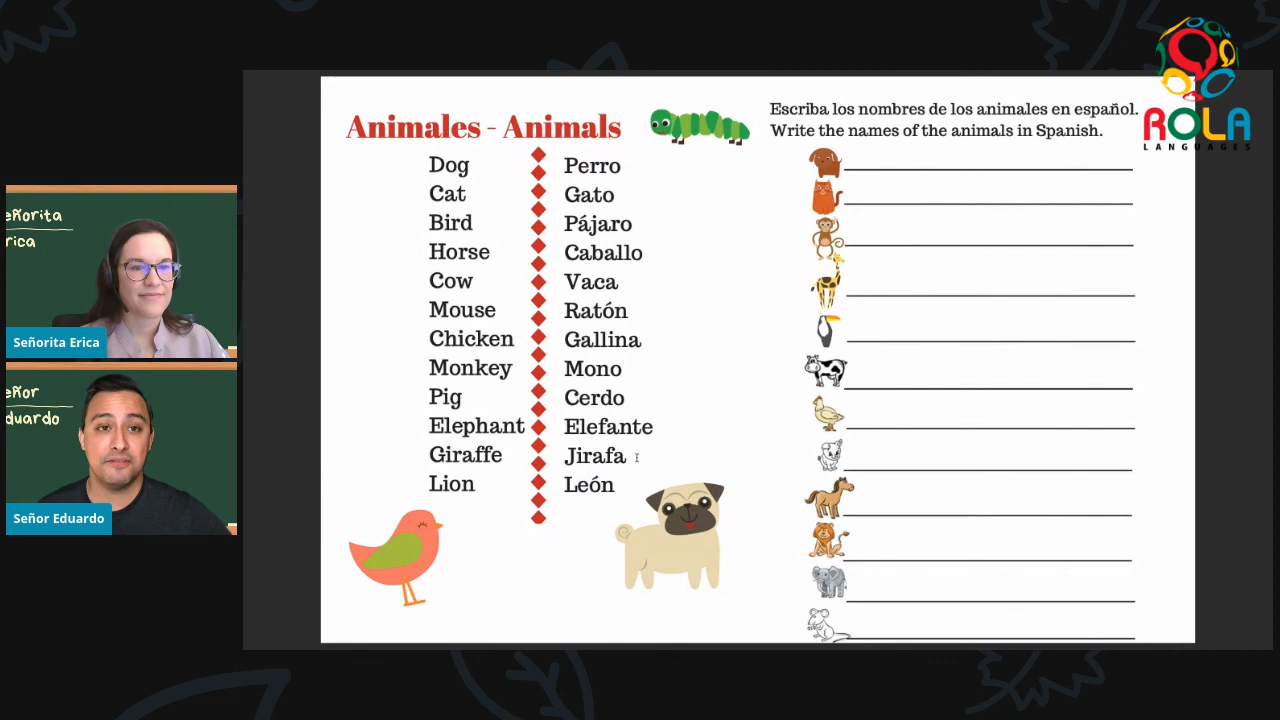 Animales - Animals
Dog Perro
Cat Gato
Bird Pájaro
Horse Caballo
Cow Vaca
Mouse Ratón
Chicken Gallina
Monkey Mono
Pig Cerdo
Elephant Elefante
Giraffe Jirafa
Lion León
Escriba los nombres de los animales en español.
Write the names of the animals in Spanish.
ROLA
LANGUAGES
eñorita
rica
Señorita Erica
eñor
duardo
Señor Eduardo